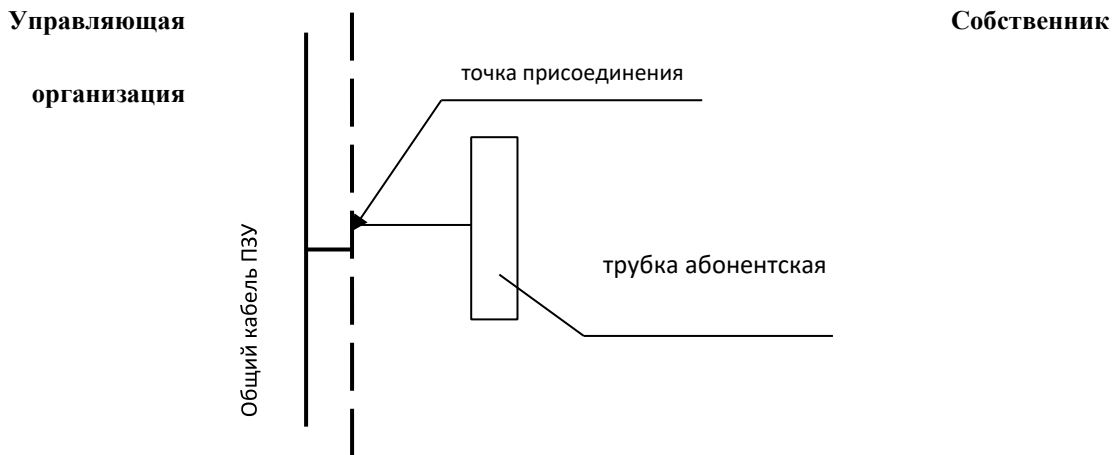 Управляющая
организация
Собственник
точка присоединения
трубка абонентская
Общий кабель ПЗУ